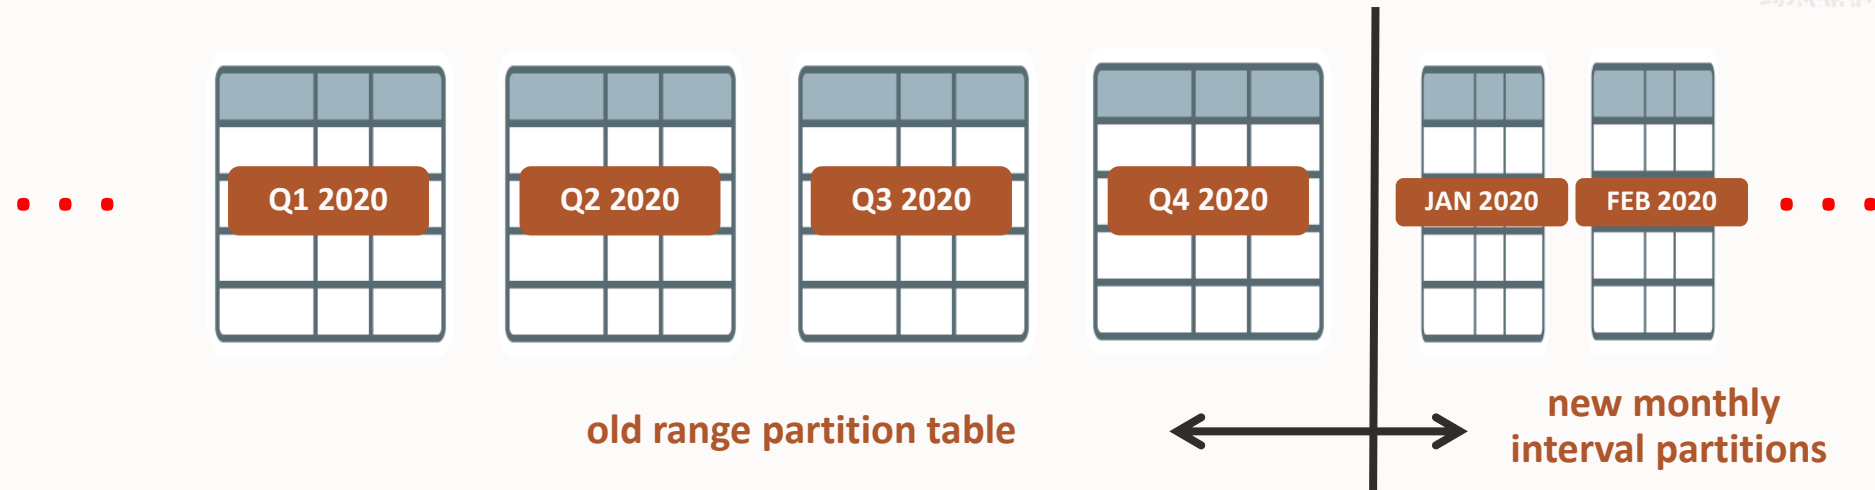 Q1 2020
Q2 2020
Q3 2020
Q4 2020
JAN 2020
FEB 2020
old range partition table
new monthly
interval partitions